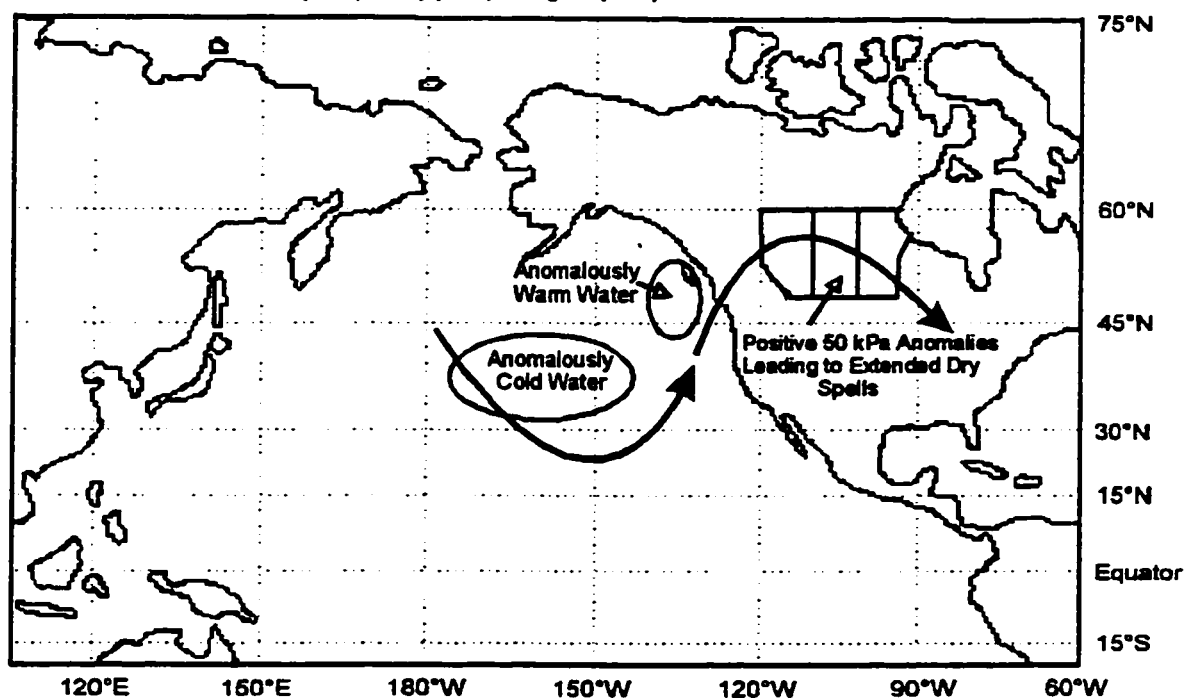 75°N
60°N
Anomalously
Warm Water
45°N
Anomalously
Cold Water
Positive 50 kPa Anomalies
Leading to Extended Dry
Spells
30°N
15°N
Equator
15°S
120°E 150°E 180°W 150°W 120°W 90°W 60°W